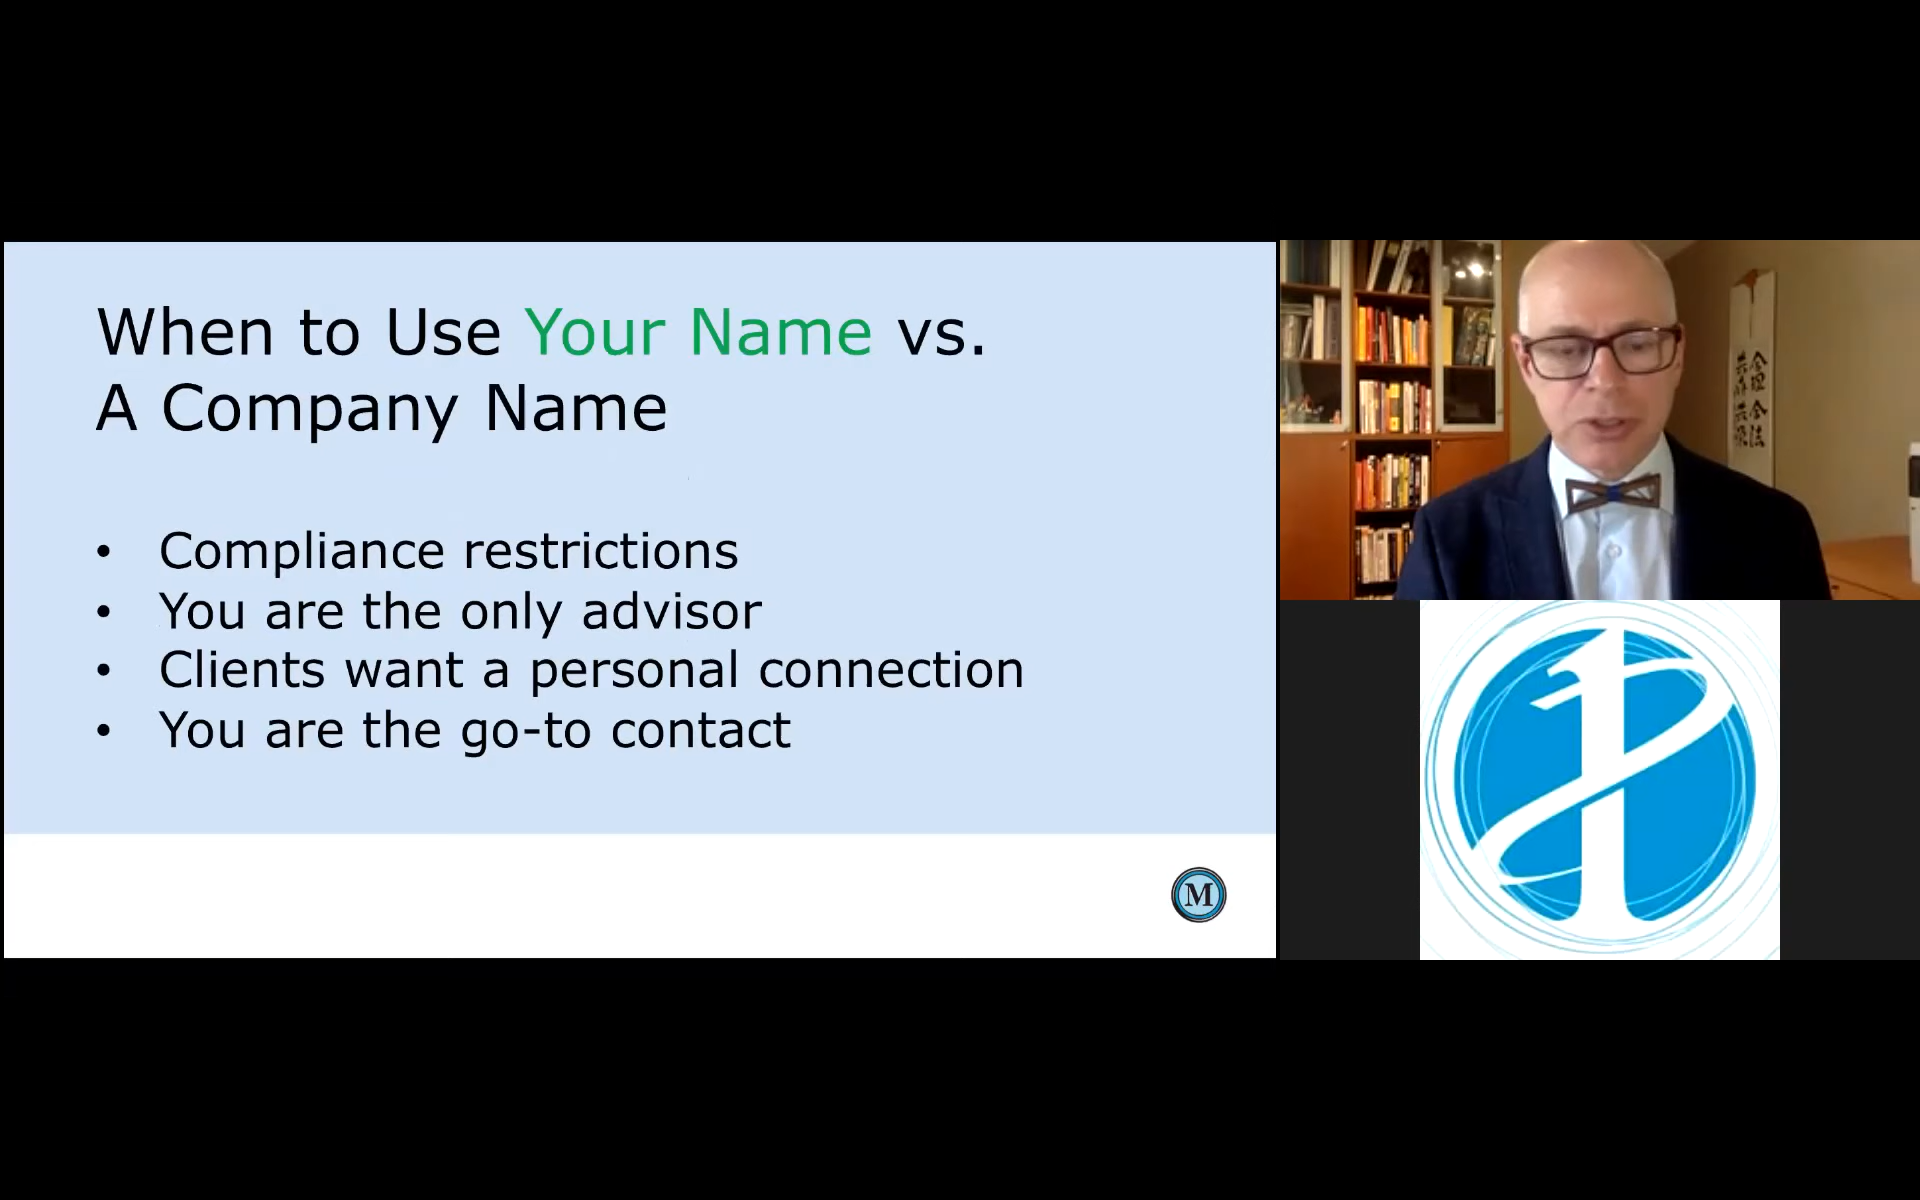 When to Use Your Name vs.
A Company Name
• Compliance restrictions
• You are the only advisor
• Clients want a personal connection
• You are the go-to contact
M